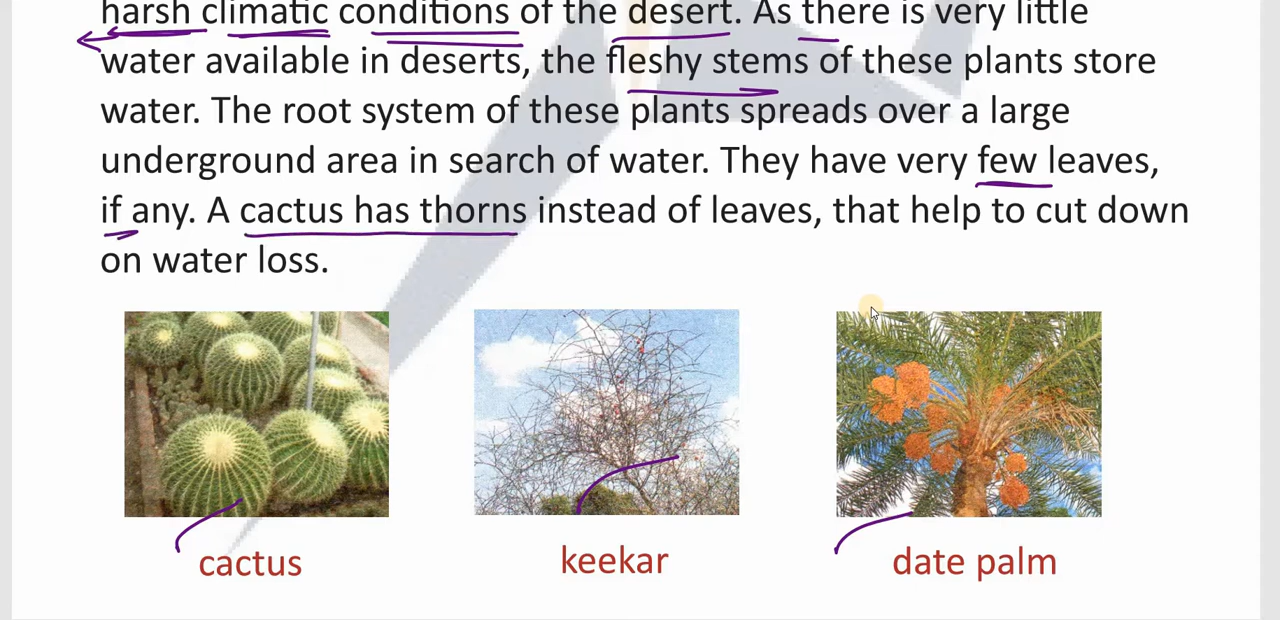 harsh climatic conditions of the desert. As there is very little
water available in deserts, the fleshy stems of these plants store
water. The root system of these plants spreads over a large
underground area in search of water. They have very few leaves,
if any. A cactus has thorns instead of leaves, that help to cut down
on water loss.
cactus
keekar
date palm